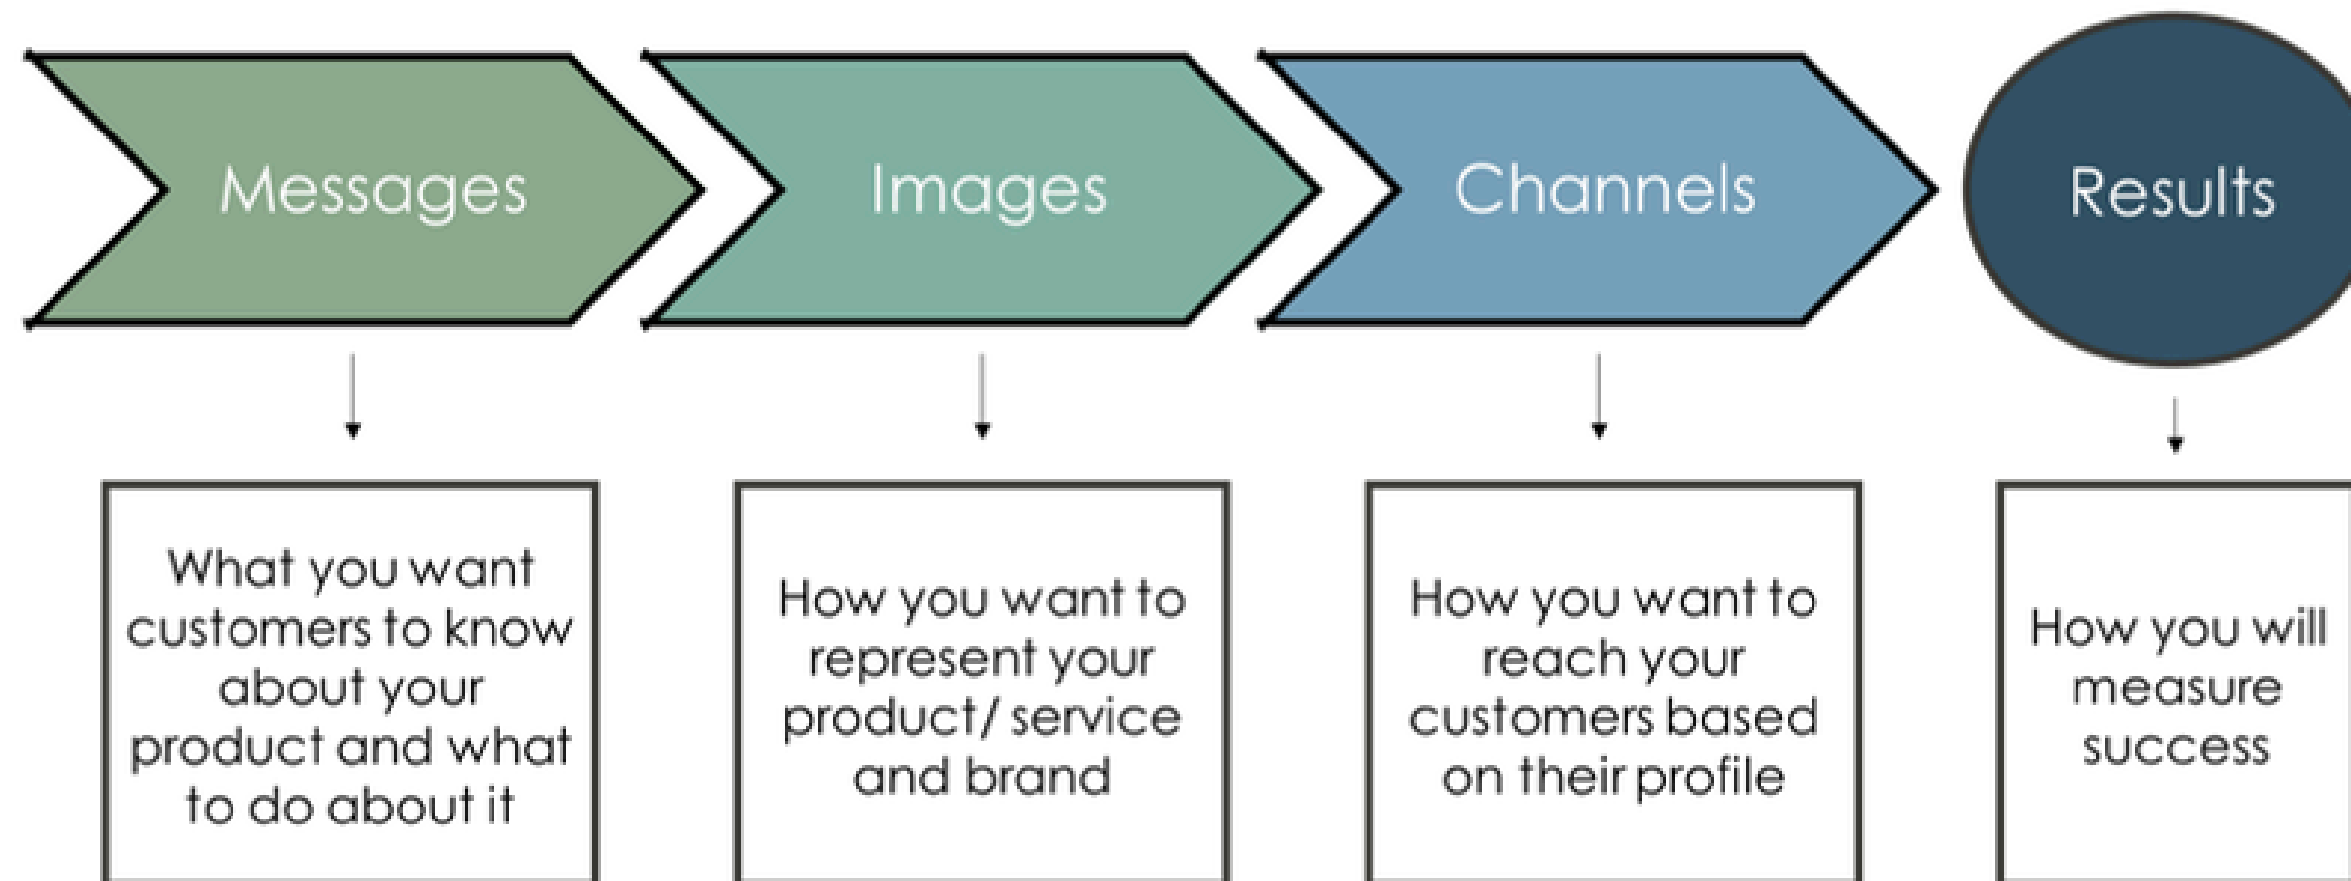 Messages
Images
Channels
Results
What you want
customers to know
about your
product and what
to do about it
How you want to
represent your
product/ service
and brand
How you want to
reach your
customers based
on their profile
How you will
measure
success